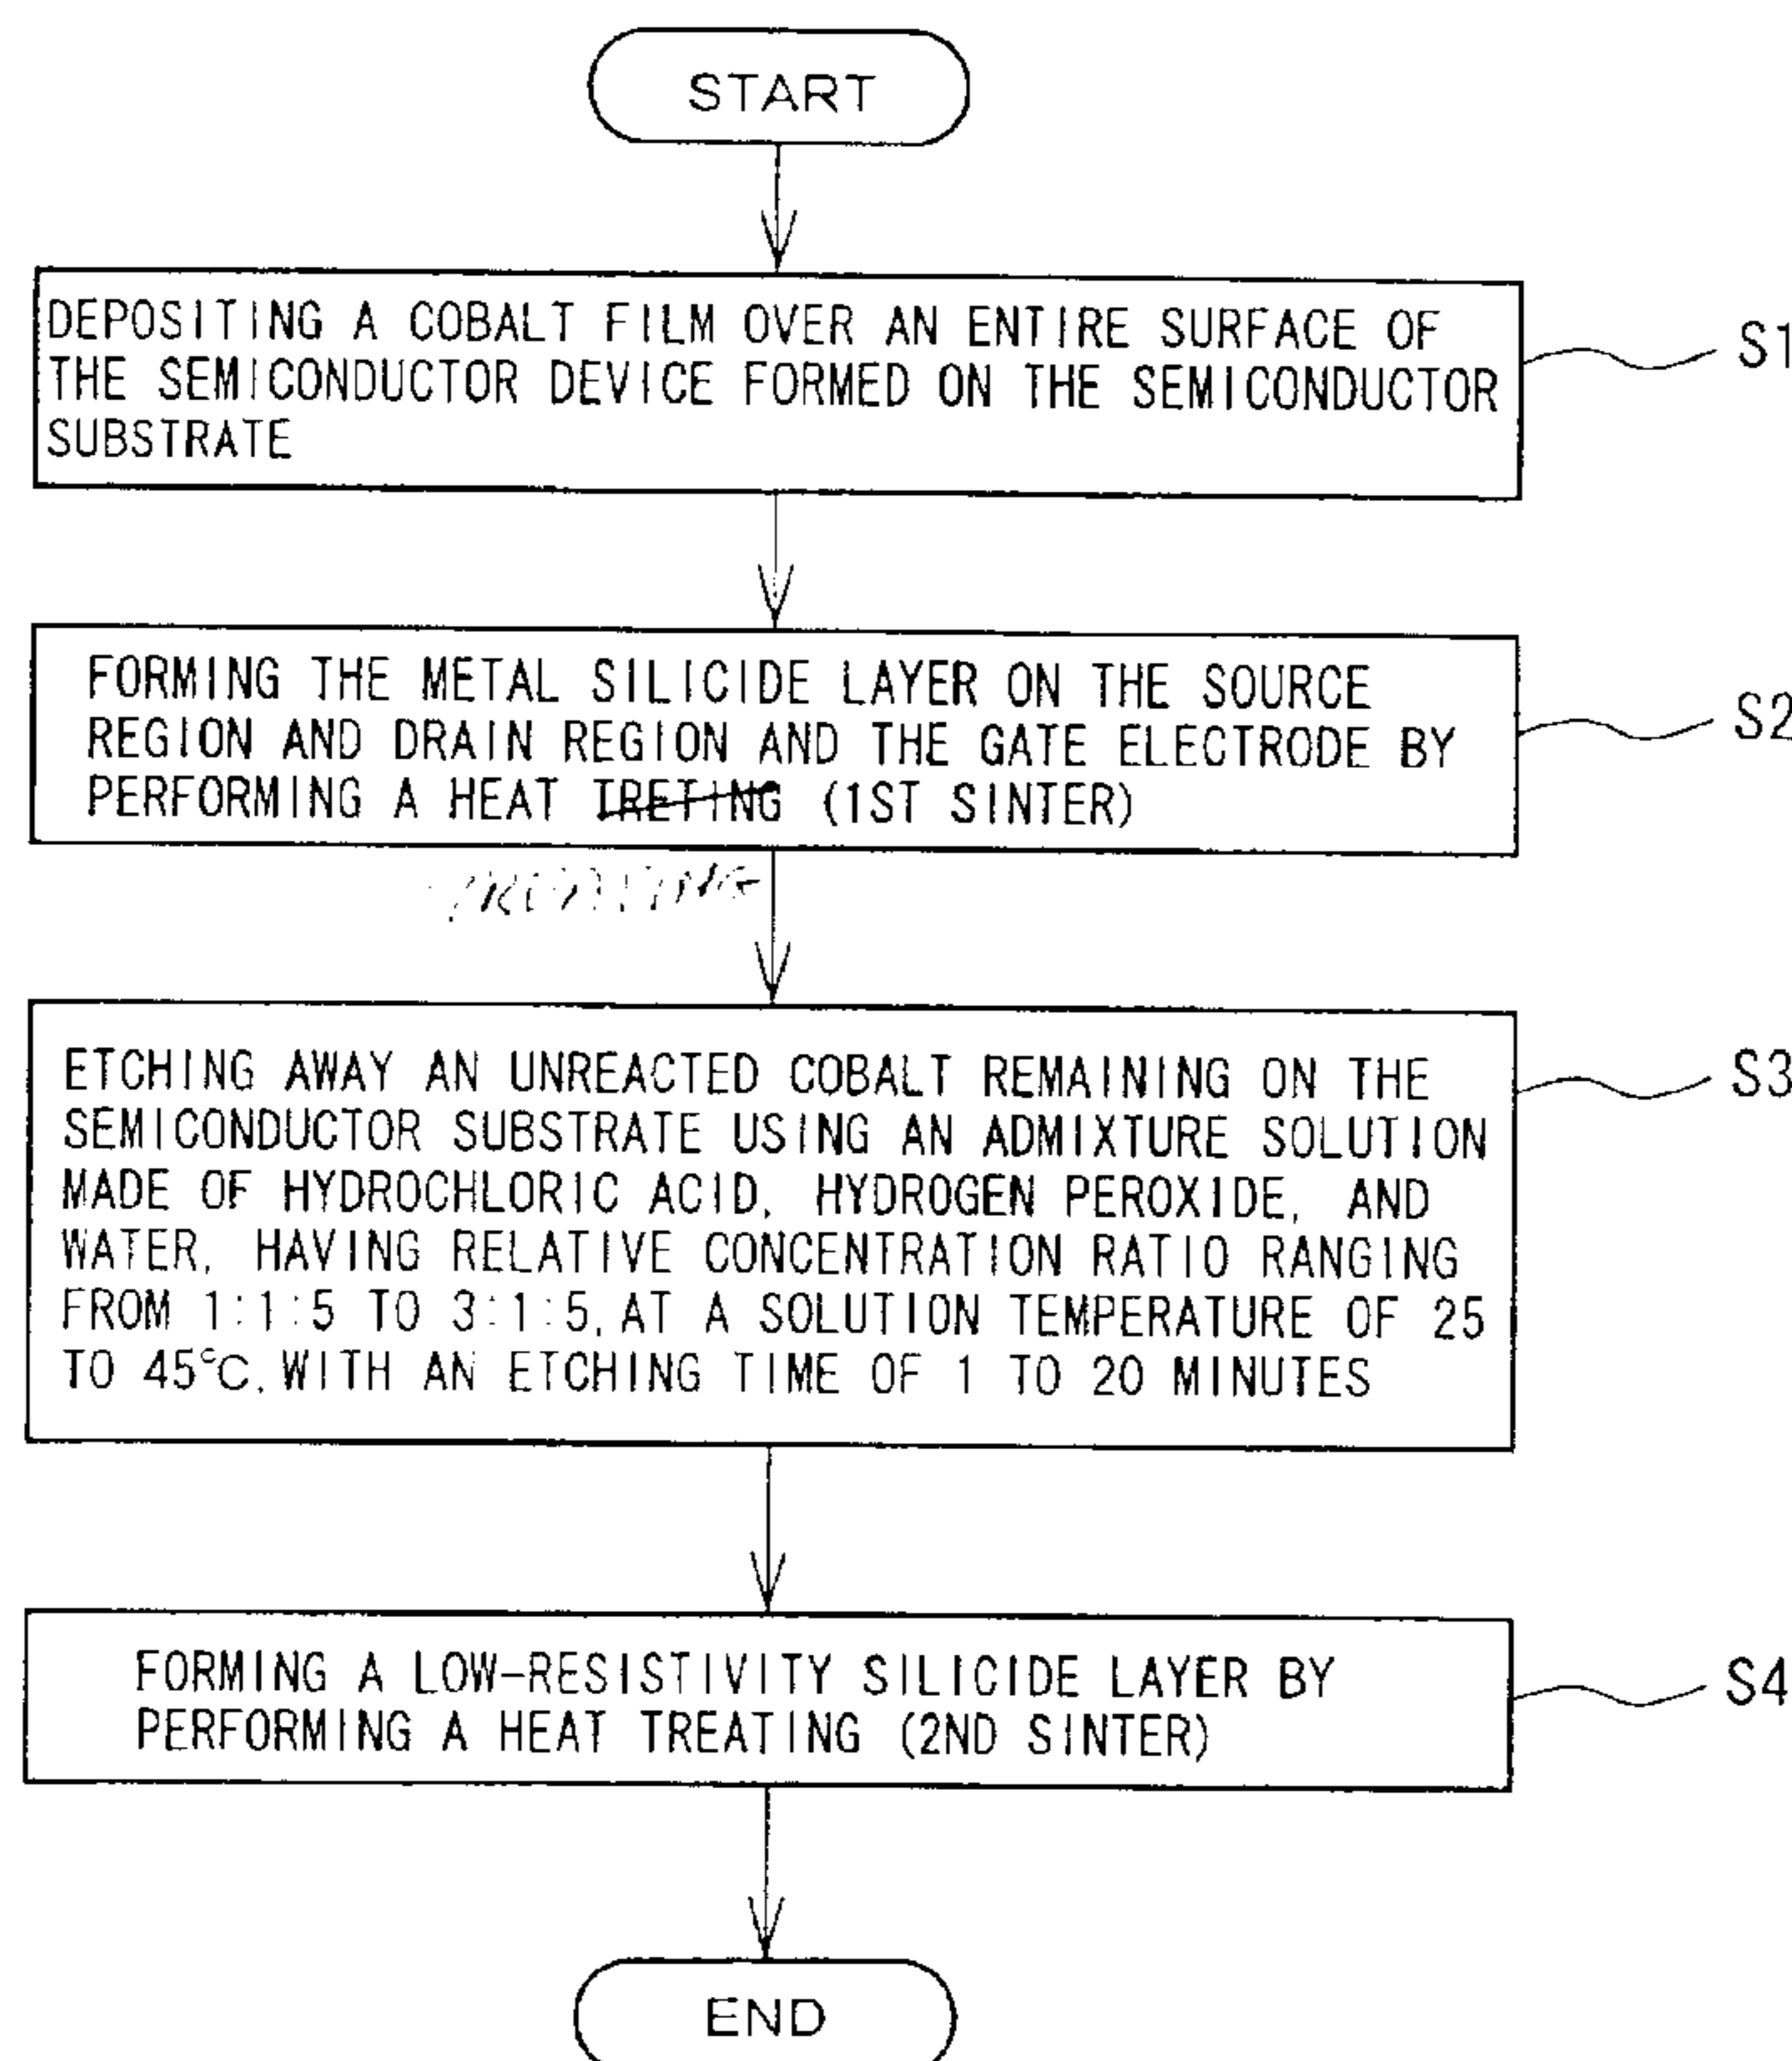 START
DEPOSITING A COBALT FILM OVER AN ENTIRE SURFACE OF
THE SEMICONDUCTOR DEVICE FORMED ON THE SEMICONDUCTOR
SUBSTRATE
S1
FORMING THE METAL SILICIDE LAYER ON THE SOURCE
REGION AND DRAIN REGION AND THE GATE ELECTRODE BY
PERFORMING A HEAT TRETING (1ST SINTER)
S2
ETCHING AWAY AN UNREACTED COBALT REMAINING ON THE
SEMICONDUCTOR SUBSTRATE USING AN ADMIXTURE SOLUTION
MADE OF HYDROCHLORIC ACID, HYDROGEN PEROXIDE, AND
WATER, HAVING RELATIVE CONCENTRATION RATIO RANGING
FROM 1:1:5 TO 3:1:5, AT A SOLUTION TEMPERATURE OF 25
TO 45°C, WITH AN ETCHING TIME OF 1 TO 20 MINUTES
S3
FORMING A LOW-RESISTIVITY SILICIDE LAYER BY
PERFORMING A HEAT TREATING (2ND SINTER)
S4
END